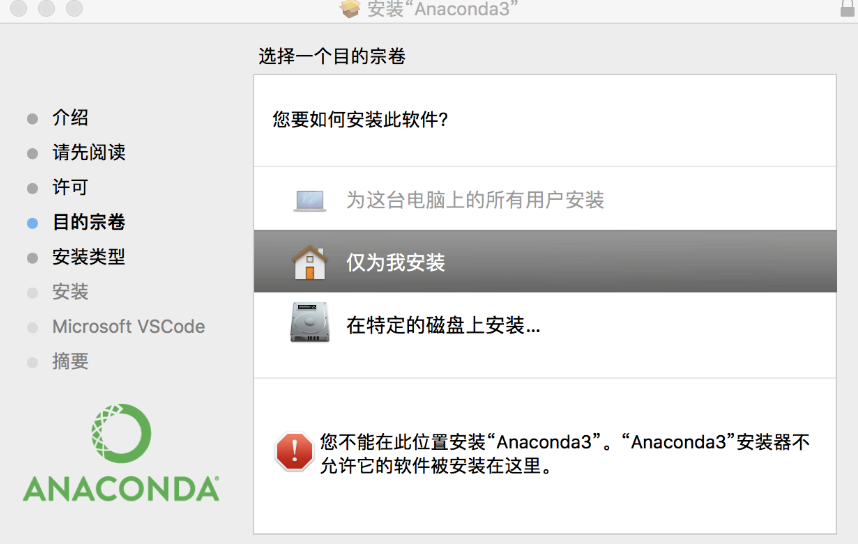 安装“Anaconda3”
选择一个目的宗卷
介绍
请先阅读
许可
目的宗卷
安装类型
安装
Microsoft VSCode
摘要
ANACONDA®
您要如何安装此软件?
为这台电脑上的所有用户安装
仅为我安装
在特定的磁盘上安装...
您不能在此位置安装“Anaconda3”。“Anaconda3”安装器不
允许它的软件被安装在这里。